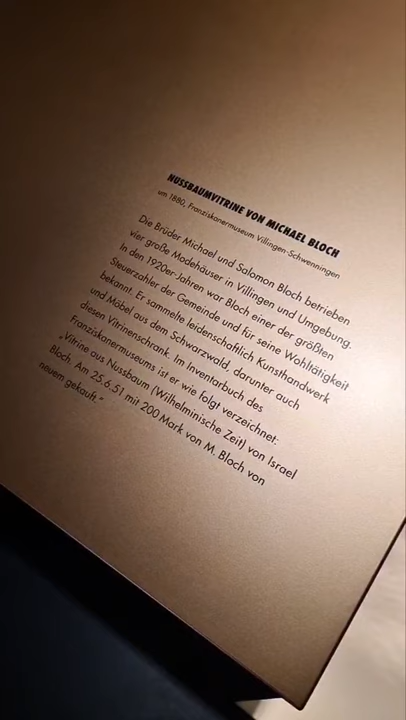 NUSSBAUMVITRINE VON MICHAEL BLOCH
um 1880, Franziskanermuseum Villingen-Schwenningen
Die Brüder Michael und Salomon Bloch betrieben
vier große Modehäuser in Villingen und Umgebung.
In den 1920er-Jahren war Bloch einer der größten
Steuerzahler der Gemeinde und für seine Wohltätigkeit
bekannt. Er sammelte leidenschaftlich Kunsthandwerk
und Möbel aus dem Schwarzwald, darunter auch
diesen Vitrinenschrank. Im Inventarbuch des
Franziskanermuseums ist er wie folgt verzeichnet:
„Vitrine aus Nussbaum (Wilhelminische Zeit) von Israel
Bloch. Am 25.6.51 mit 200 Mark von M. Bloch von
neuem gekauft.“